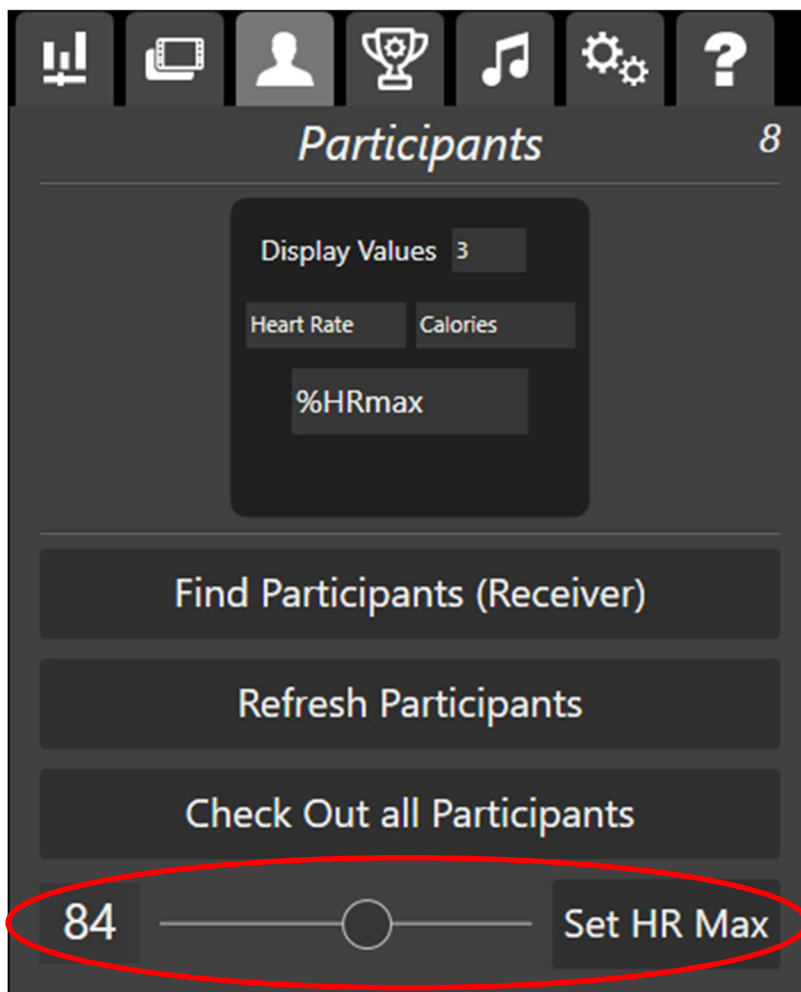 ?
Participants 8
Display Values 3
Heart Rate Calories
%HRmax
Find Participants (Receiver)
Refresh Participants
Check Out all Participants
84 Set HR Max